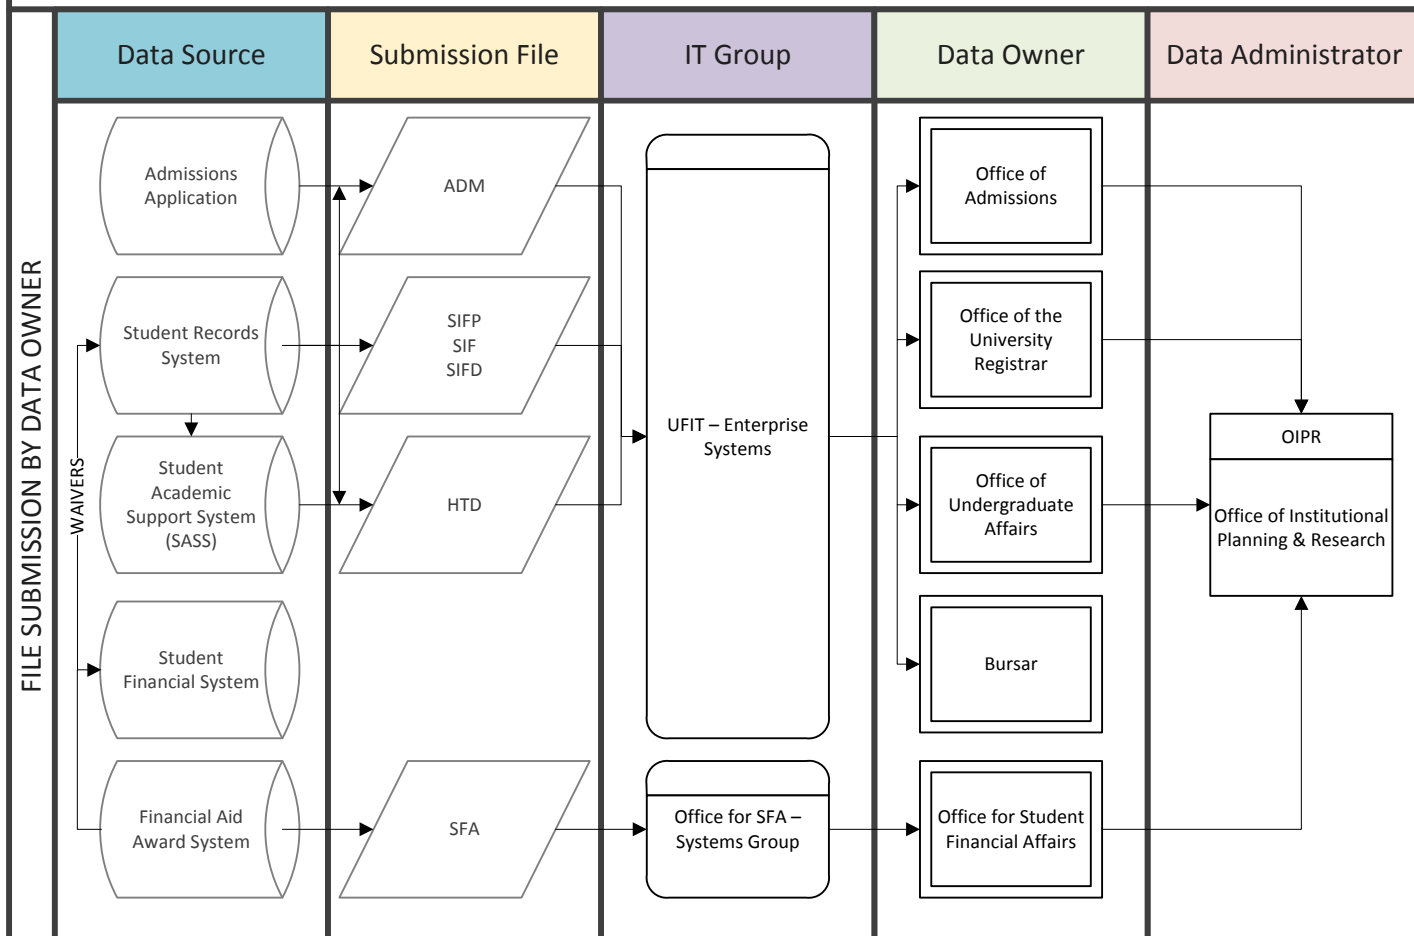 Data Source
Submission File
IT Group
Data Owner
Data Administrator
FILE SUBMISSION BY DATA OWNER
Admissions
Application
ADM
Office of
Admissions
Student Records
System
SIFP
SIF
SIFD
Office of the
University
Registrar
UFIT – Enterprise
Systems
OIPR
Office of Institutional
Planning & Research
WAIVERS
Student
Academic
Support System
(SASS)
HTD
Office of
Undergraduate
Affairs
Student
Financial System
Bursar
Financial Aid
Award System
SFA
Office for SFA –
Systems Group
Office for Student
Financial Affairs